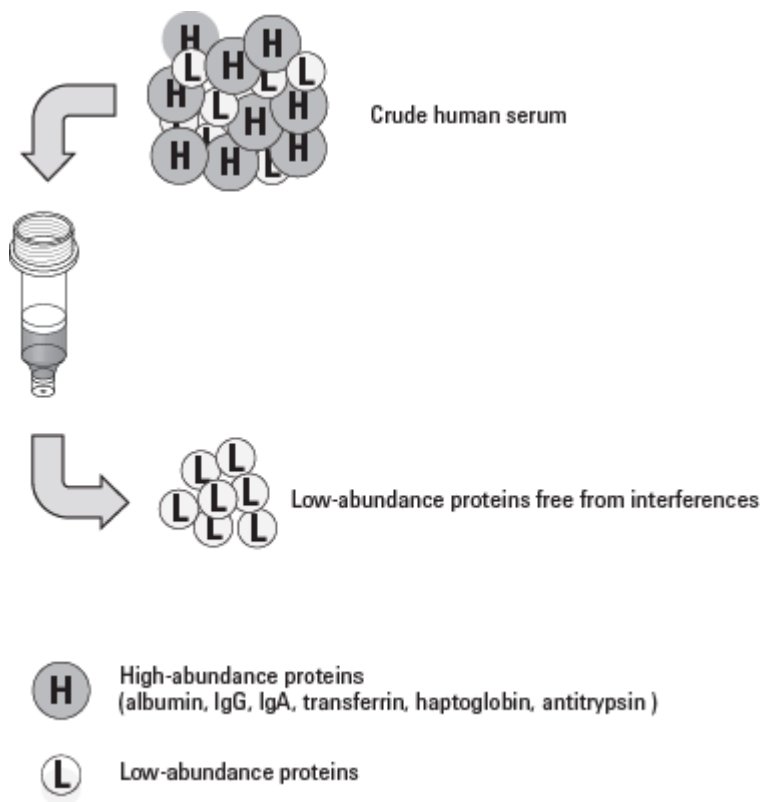 H H
L H L L
H L H H
H H L H
Crude human serum
L L
L L L
L L
Low-abundance proteins free from interferences
H High-abundance proteins
(albumin, IgG, IgA, transferrin, haptoglobin, antitrypsin )
L Low-abundance proteins